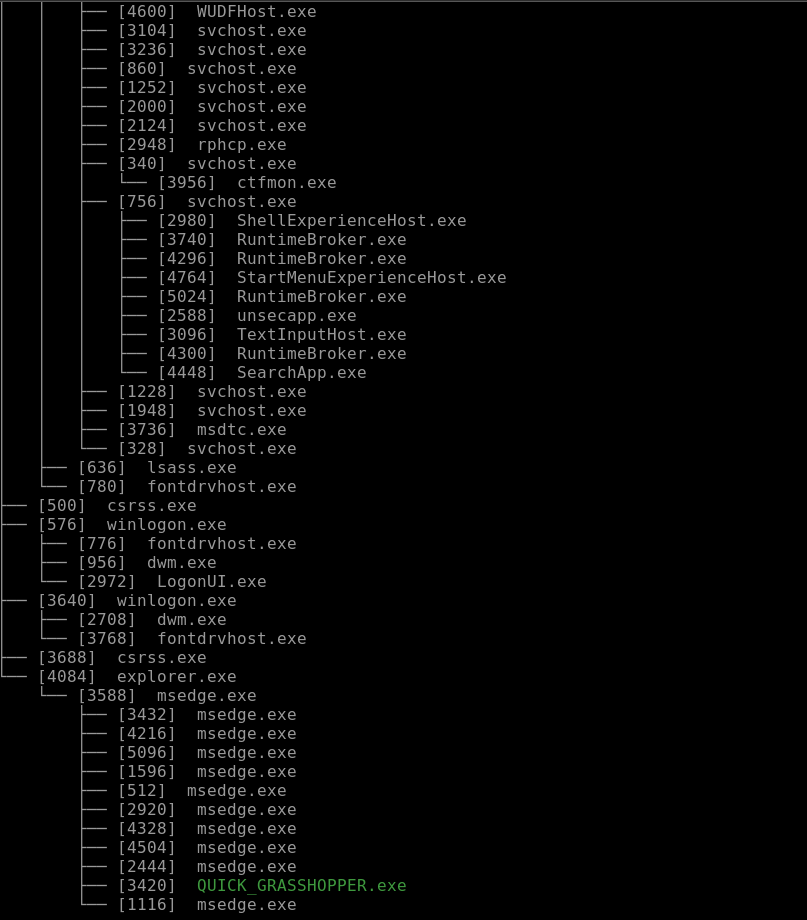 [4600] WUDFHost.exe
[3104] svchost.exe
[3236] svchost.exe
[860] svchost.exe
[1252] svchost.exe
[2000] svchost.exe
[2124] svchost.exe
[2948] rphcp.exe
[340] svchost.exe
[3956] ctfmon.exe
[756] svchost.exe
[2980] ShellExperienceHost.exe
[3740] RuntimeBroker.exe
[4296] RuntimeBroker.exe
[4764] StartMenuExperienceHost.exe
[5024] RuntimeBroker.exe
[2588] unsecapp.exe
[3096] TextInputHost.exe
[4300] RuntimeBroker.exe
[4448] SearchApp.exe
[1228] svchost.exe
[1948] svchost.exe
[3736] msdtc.exe
[328] svchost.exe
[636] lsass.exe
[780] fontdrvhost.exe
[500] csrss.exe
[576] winlogon.exe
[776] fontdrvhost.exe
[956] dwm.exe
[2972] LogonUI.exe
[3640] winlogon.exe
[2708] dwm.exe
[3768] fontdrvhost.exe
[3688] csrss.exe
[4084] explorer.exe
[3588] msedge.exe
[3432] msedge.exe
[4216] msedge.exe
[5096] msedge.exe
[1596] msedge.exe
[512] msedge.exe
[2920] msedge.exe
[4328] msedge.exe
[4504] msedge.exe
[2444] msedge.exe
[3420] QUICK_GRASSHOPPER.exe
[1116] msedge.exe